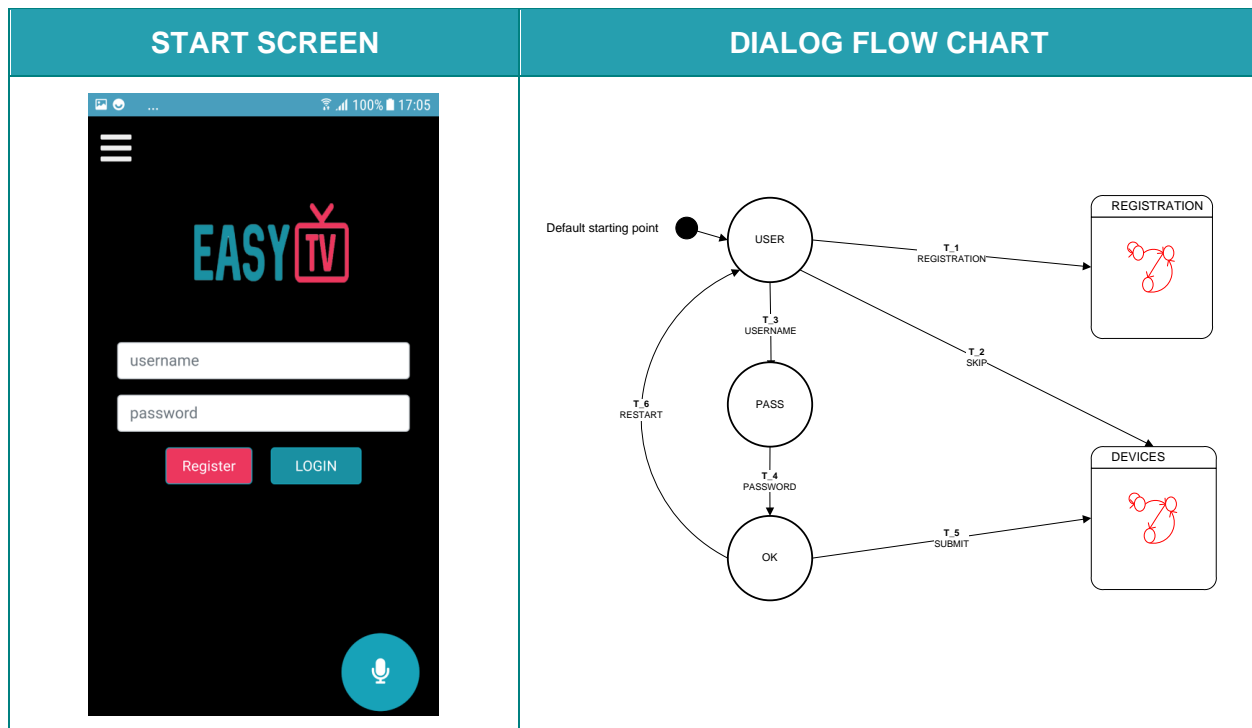 START SCREEN
DIALOG FLOW CHART
... 100% 17:05
EASY TV
username
password
Register LOGIN
Default starting point
USER
T_1
REGISTRATION
REGISTRATION
T_3
USERNAME
T_2
SKIP
T_6
RESTART
PASS
T_4
PASSWORD
DEVICES
T_5
SUBMIT
OK